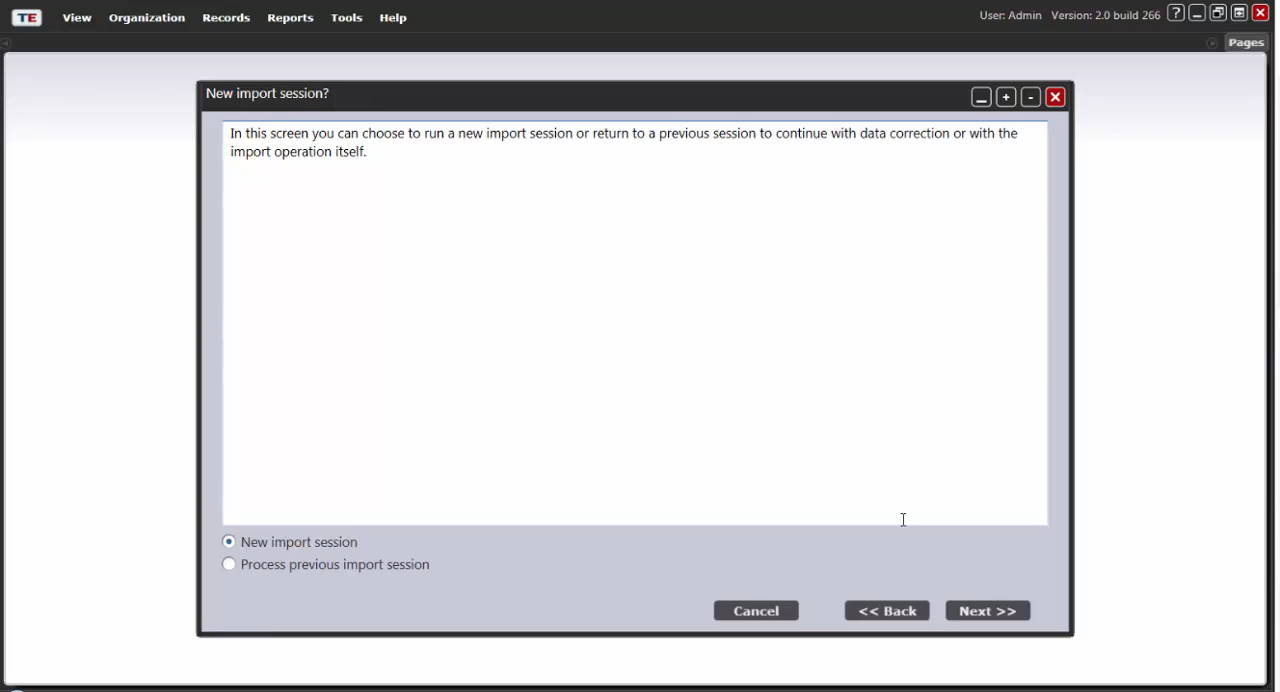 TE View Organization Records Reports Tools Help User: Admin Version: 2.0 build 266 ?
Pages
New import session?
In this screen you can choose to run a new import session or return to a previous session to continue with data correction or with the
import operation itself.
New import session
Process previous import session
Cancel << Back Next >>